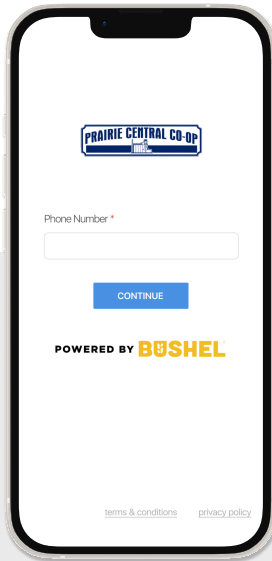 PRAIRIE CENTRAL CO-OP
Phone Number *
CONTINUE
POWERED BY BUSHEL
terms & conditions privacy policy